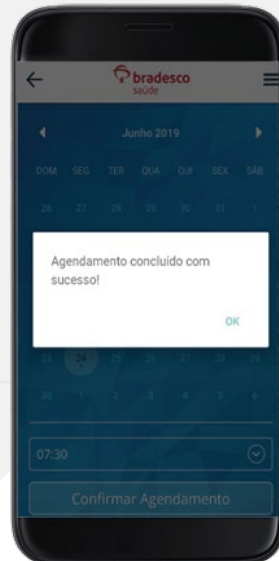 bradesco
saúde
Junho 2019
DOM SEG TER QUA QUI SEX SÁB
26 27 28 29 30 31 1
Agendamento concluído com
sucesso!
OK
23 24 25 26 27 28 29
30 1 2 3 4 5 6
07:30
Confirmar Agendamento